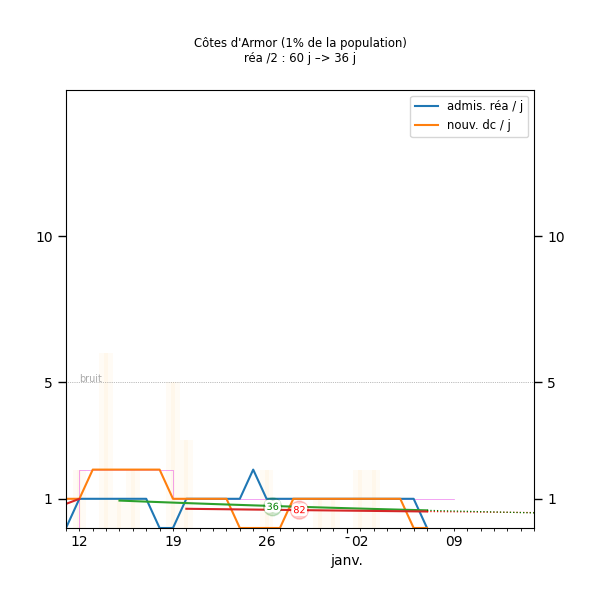 Côtes d'Armor (1% de la population)
réa /2 : 60 j –> 36 j
admis. réa / j
nouv. dc / j
10
10
bruit
5
5
36
82
1
1
12
19
26
02
09
janv.